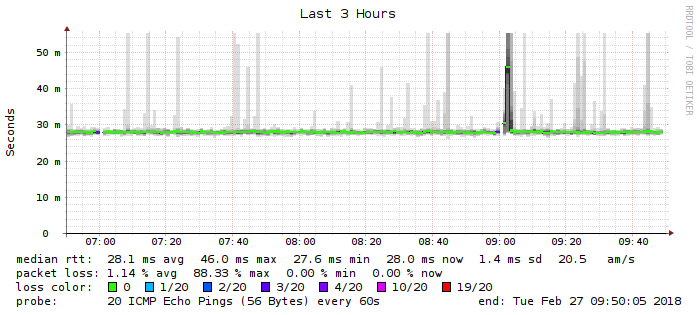 Last 3 Hours
RRDTOOL / TOBI OETIKER
Seconds
50 m
40 m
30 m
20 m
10 m
0
07:00 07:20 07:40 08:00 08:20 08:40 09:00 09:20 09:40
median rtt: 28.1 ms avg 46.0 ms max 27.6 ms min 28.0 ms now 1.4 ms sd 20.5 am/s
packet loss: 1.14 % avg 88.33 % max 0.00 % min 0.00 % now
loss color: 0 1/20 2/20 3/20 4/20 10/20 19/20
probe: 20 ICMP Echo Pings (56 Bytes) every 60s end: Tue Feb 27 09:50:05 2018